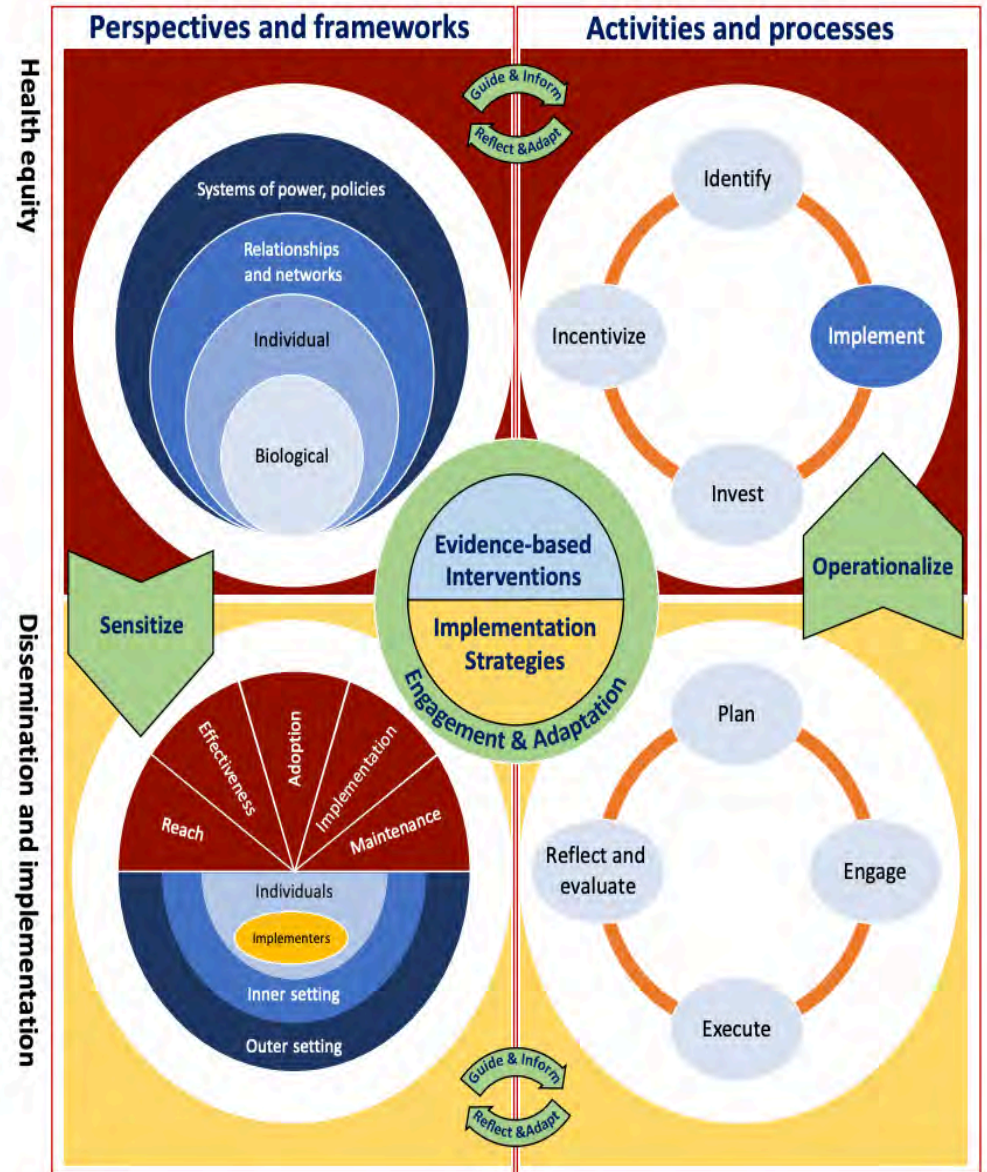 Perspectives and frameworks
Activities and processes
Health equity
Guide & Inform
Reflect &Adapt
Systems of power, policies
Relationships
and networks
Individual
Biological
Identify
Incentivize
Implement
Invest
Evidence-based
Interventions
Implementation
Strategies
Engagement & Adaptation
Sensitize
Operationalize
Dissemination and implementation
Reach
Effectiveness
Adoption
Implementation
Maintenance
Individuals
Implementers
Inner setting
Outer setting
Plan
Reflect and
evaluate
Engage
Execute
Guide & Inform
Reflect &Adapt